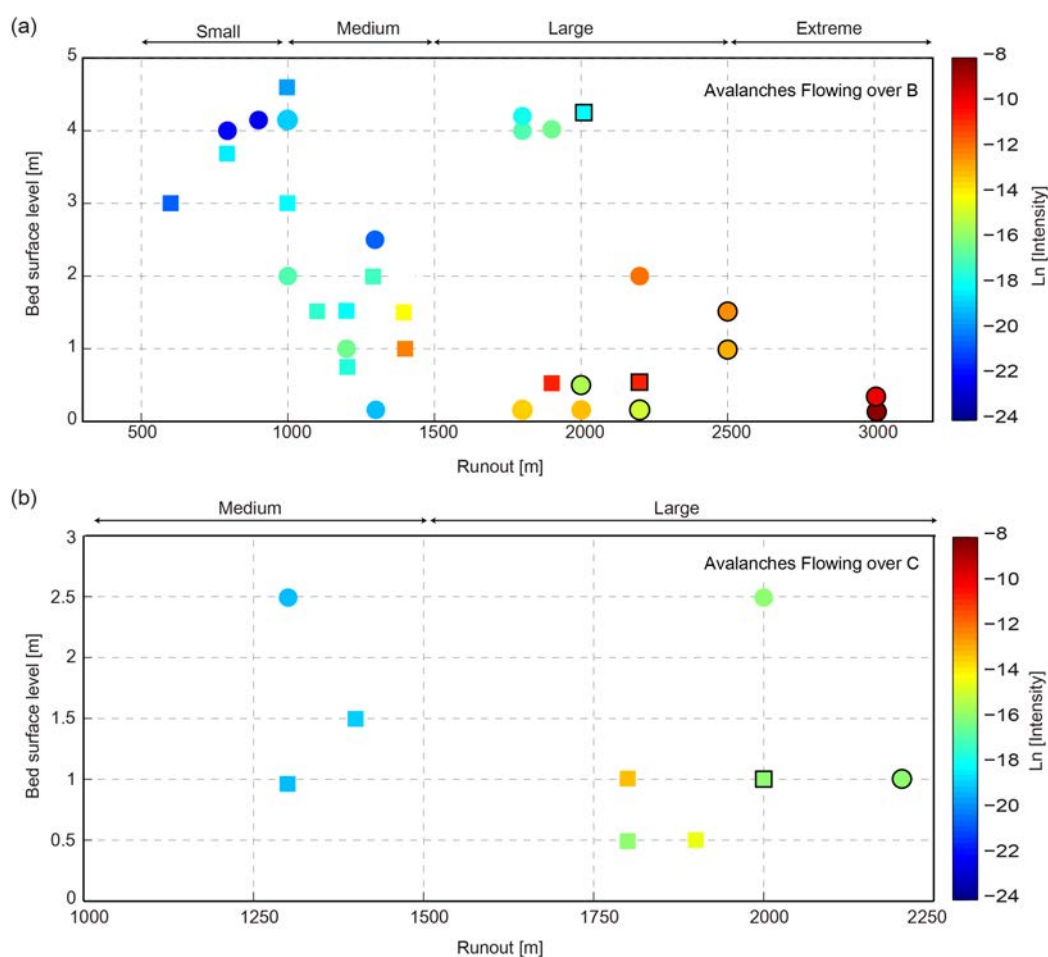 (a)
Small Medium Large Extreme
5
4
3
2
1
0
Bed surface level [m]
Avalanches Flowing over B
500 1000 1500 2000 2500 3000
Runout [m]
−8
−10
−12
−14
−16
−18
−20
−22
−24
Ln [Intensity]
(b)
Medium Large
3
2.5
2
1.5
1
0.5
0
Bed surface level [m]
Avalanches Flowing over C
1000 1250 1500 1750 2000 2250
Runout [m]
−8
−10
−12
−14
−16
−18
−20
−22
−24
Ln [Intensity]